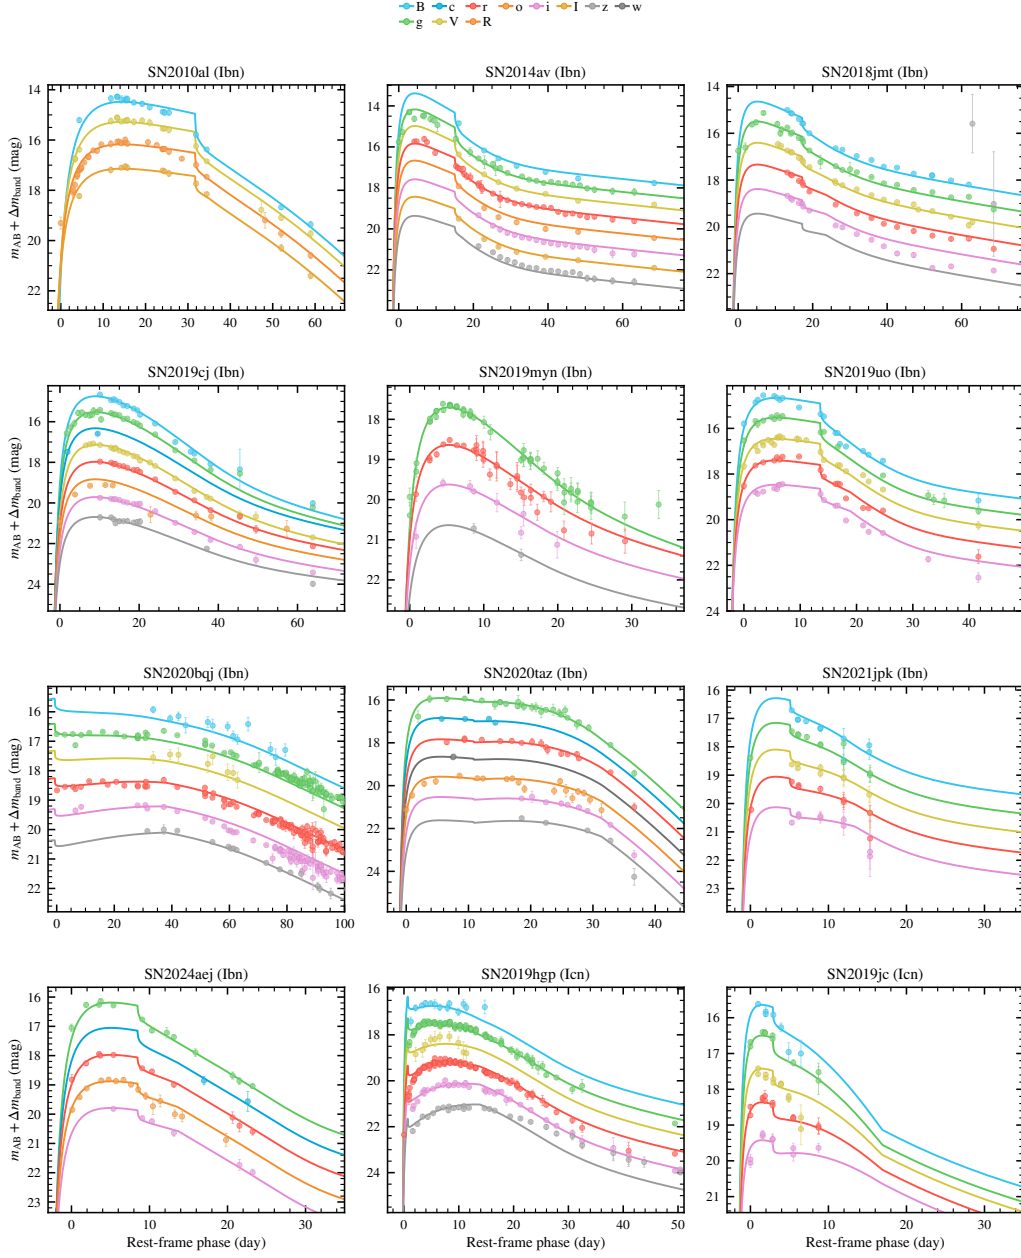 B c r o i I z w
g V R
SN2010al (Ibn) SN2014av (Ibn) SN2018jmt (Ibn)
14 16 18 20 22
0 10 20 30 40 50 60
14 16 18 20 22
0 20 40 60
14 16 18 20 22
0 20 40 60
m_AB + Δm_band (mag)
SN2019cj (Ibn) SN2019myn (Ibn) SN2019uo (Ibn)
16 18 20 22 24
0 20 40 60
18 19 20 21 22
0 10 20 30
16 18 20 22 24
0 10 20 30 40
m_AB + Δm_band (mag)
SN2020bqj (Ibn) SN2020taz (Ibn) SN2021jpk (Ibn)
16 17 18 19 20 21 22
0 20 40 60 80 100
16 18 20 22 24
0 10 20 30 40
16 17 18 19 20 21 22 23
0 10 20 30
m_AB + Δm_band (mag)
SN2024aej (Ibn) SN2019hgp (Icn) SN2019jc (Icn)
16 17 18 19 20 21 22 23
0 10 20 30
16 18 20 22 24
0 10 20 30 40 50
16 17 18 19 20 21
0 10 20 30
m_AB + Δm_band (mag)
Rest-frame phase (day) Rest-frame phase (day) Rest-frame phase (day)